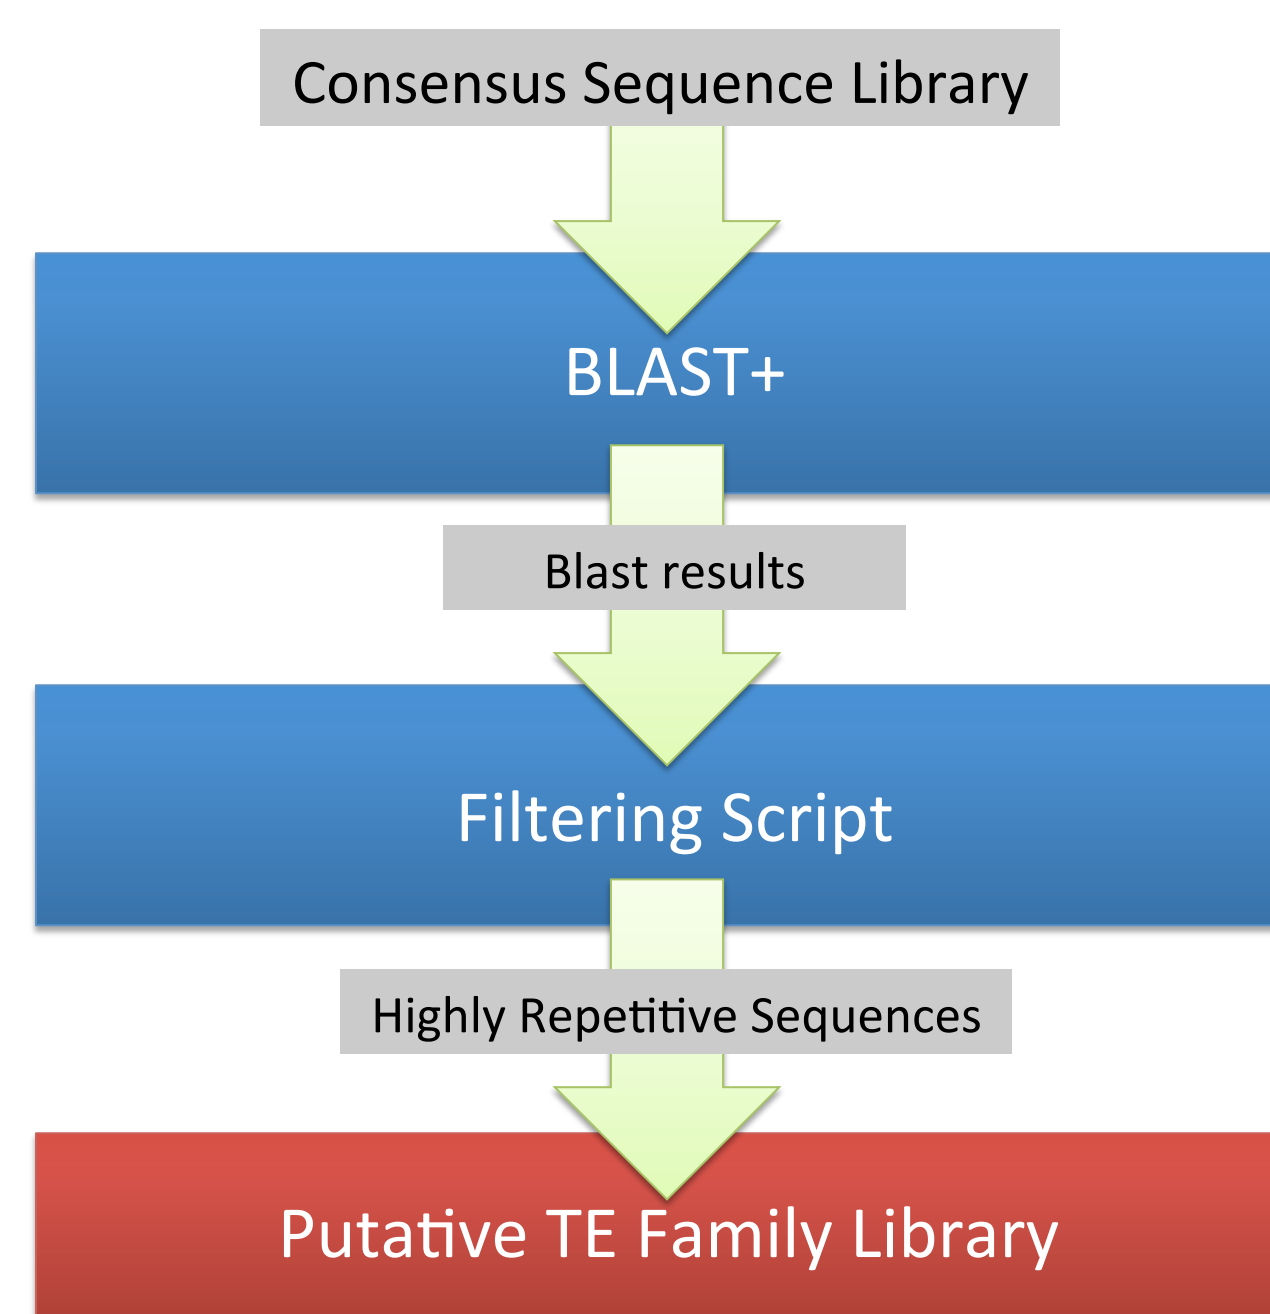 Consensus Sequence Library
BLAST+
Blast results
Filtering Script
Highly Repetitive Sequences
Putative TE Family Library